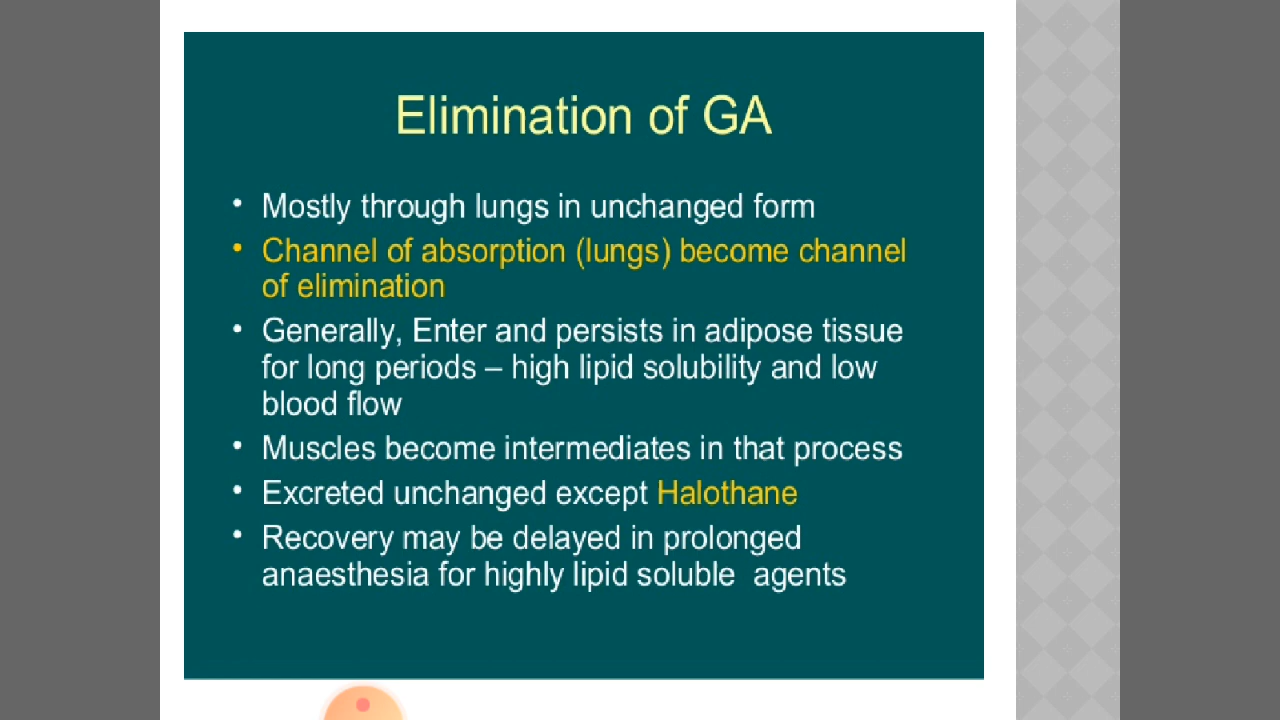 Elimination of GA
• Mostly through lungs in unchanged form
• Channel of absorption (lungs) become channel
of elimination
• Generally, Enter and persists in adipose tissue
for long periods – high lipid solubility and low
blood flow
• Muscles become intermediates in that process
• Excreted unchanged except Halothane
• Recovery may be delayed in prolonged
anaesthesia for highly lipid soluble  agents